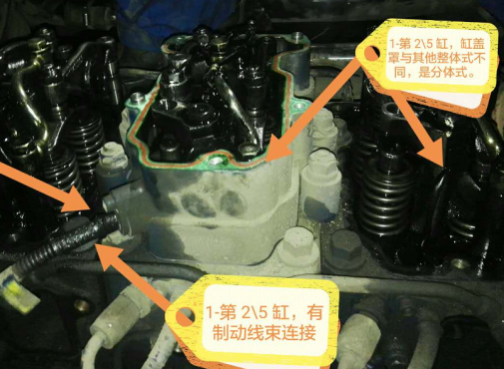 1-第 2\5 缸，缸盖
罩与其他整体式不
同，是分体式。
1-第 2\5 缸，有
制动线束连接